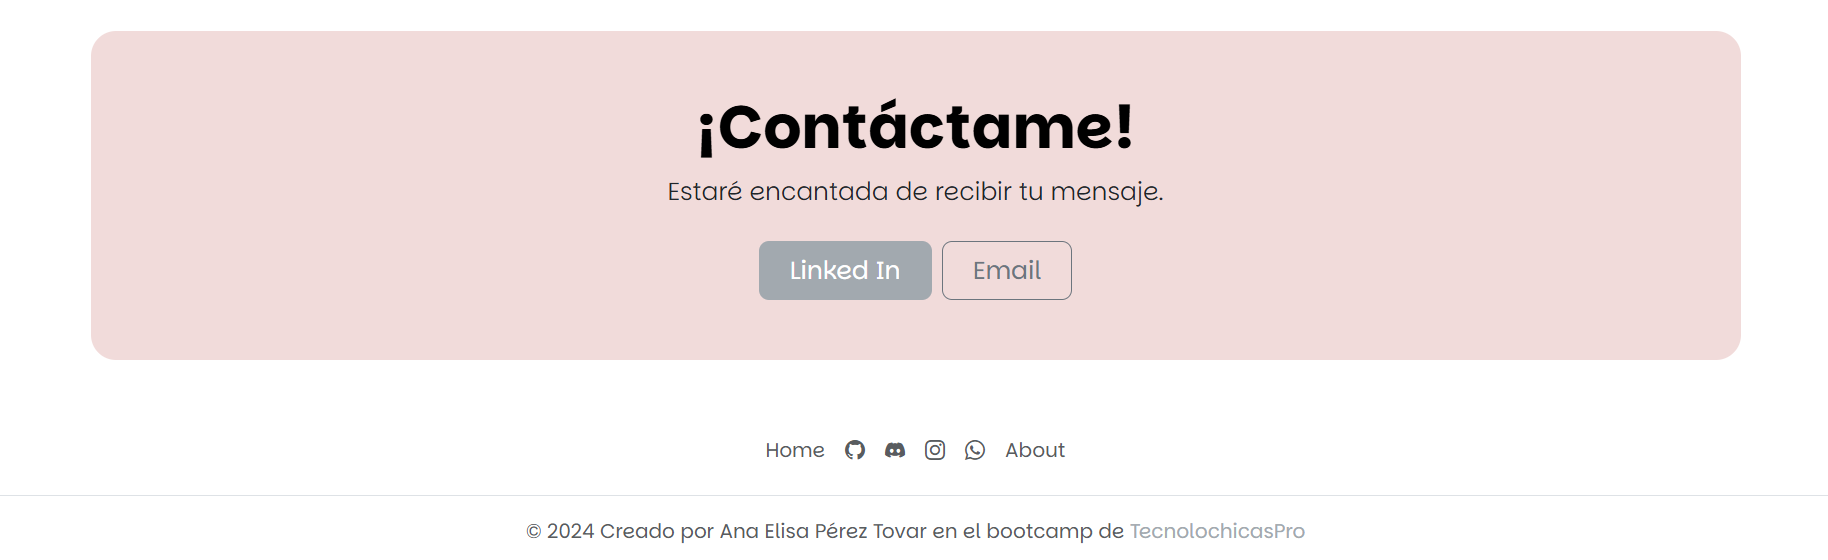 ¡Contáctame!
Estaré encantada de recibir tu mensaje.
Linked In Email
Home About
© 2024 Creado por Ana Elisa Pérez Tovar en el bootcamp de TecnolochicasPro